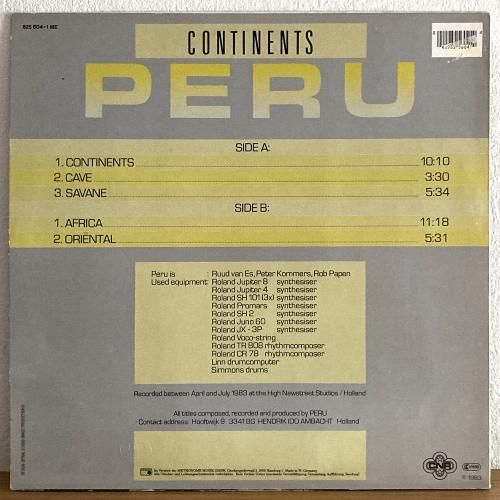 825 604-1 ME
CONTINENTS
PERU
SIDE A:
1. CONTINENTS 10:10
2. CAVE 3:30
3. SAVANE 5:34
SIDE B:
1. AFRICA 11:18
2. ORIËNTAL 5:31
Peru is : Ruud van Es, Peter Kommers, Rob Papen
Used equipment: Roland Jupiter 8 synthesiser
Roland Jupiter 4 synthesiser
Roland SH 101 (3x) synthesiser
Roland Promars synthesiser
Roland SH 2 synthesiser
Roland Juno 60 synthesiser
Roland JX - 3P synthesiser
Roland Voco-string
Roland TR 808 rhythmcomposer
Roland CR 78 rhythmcomposer
Linn drumcomputer
Simmons drums
Recorded between April and July 1983 at the High Newstreet Studios / Holland
All titles composed, recorded and produced by PERU
Contact address: Hooftwijk 9 3341 BG HENDRIK IDO AMBACHT Holland
CNR
℗ 1983